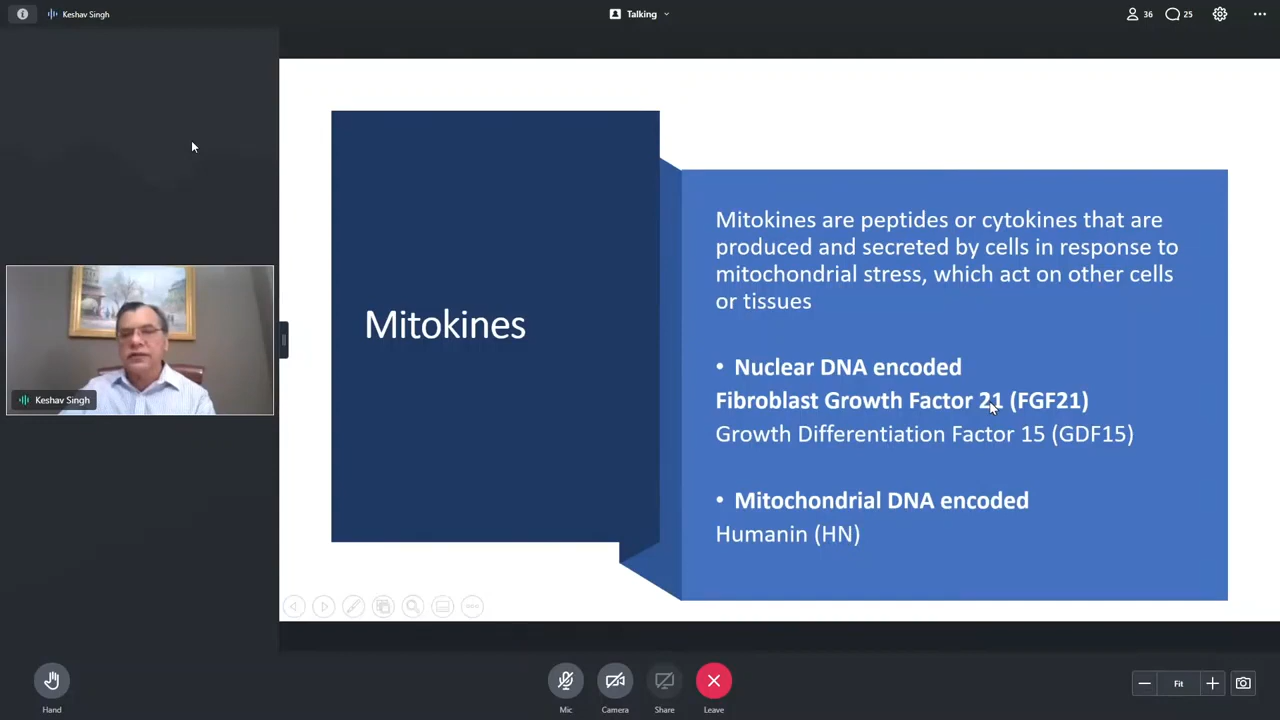 Keshav Singh
Talking
36
25
Mitokines
Mitokines are peptides or cytokines that are
produced and secreted by cells in response to
mitochondrial stress, which act on other cells
or tissues
• Nuclear DNA encoded
Fibroblast Growth Factor 21 (FGF21)
Growth Differentiation Factor 15 (GDF15)
• Mitochondrial DNA encoded
Humanin (HN)
Keshav Singh
Hand
Mic
Camera
Share
Leave
Fit